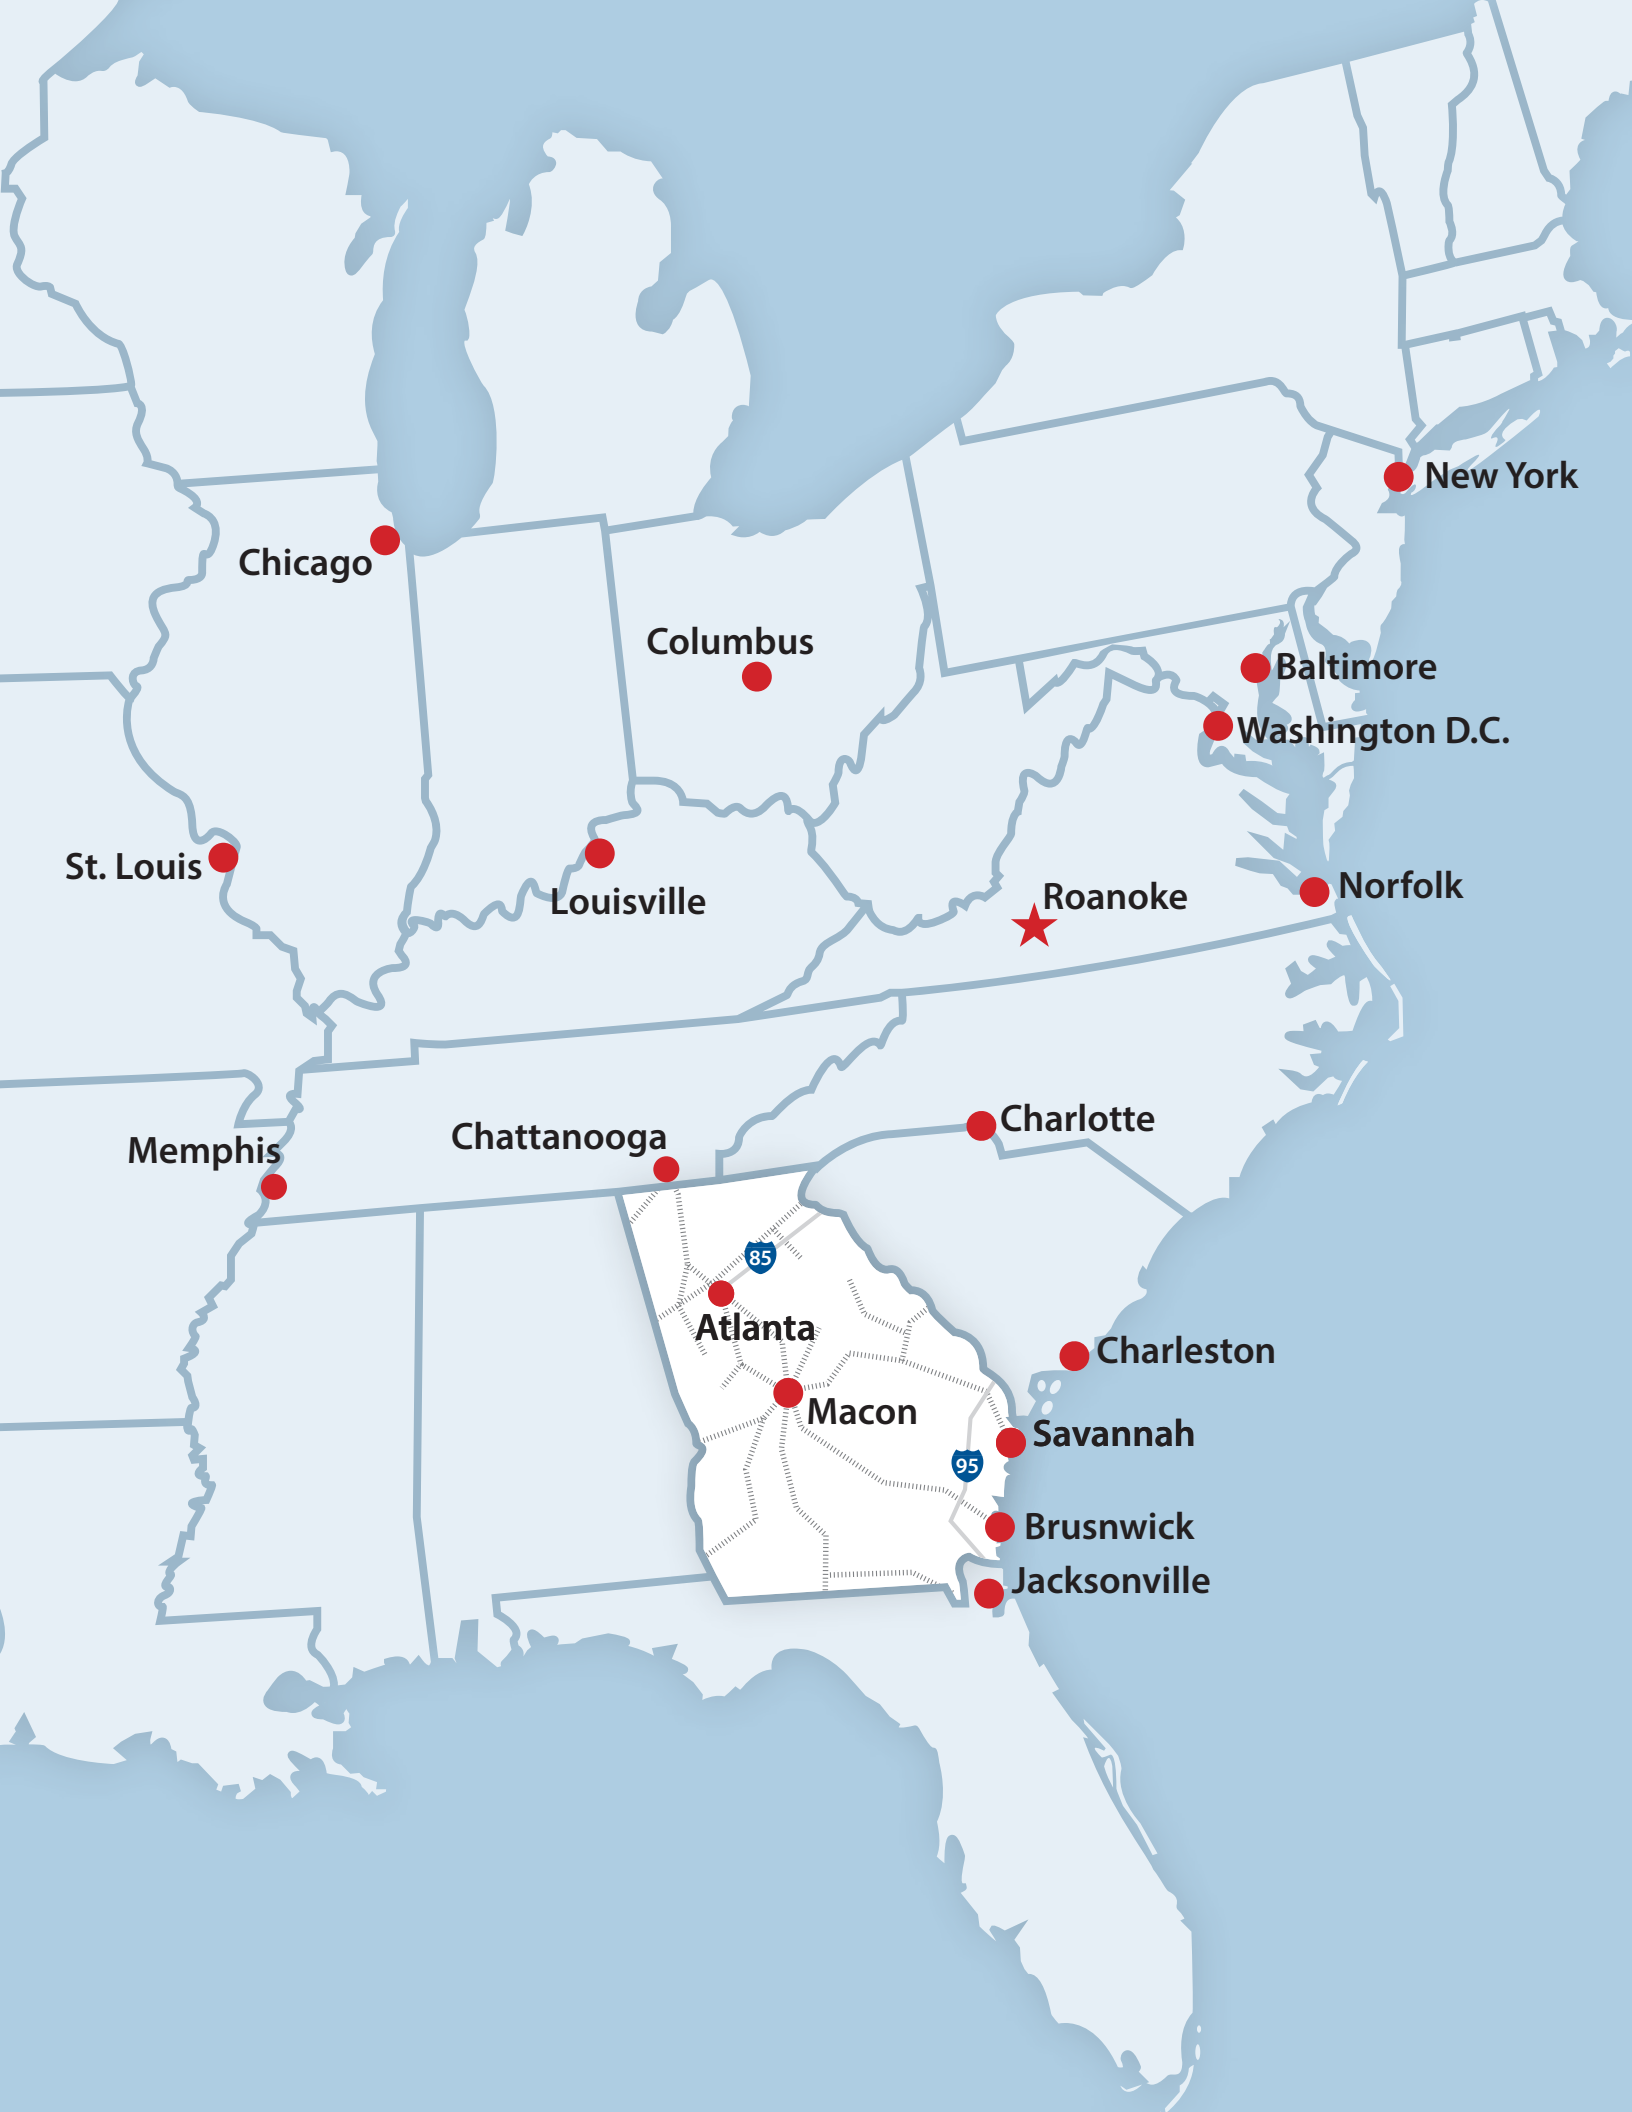 New York
Chicago
Columbus
Baltimore
Washington D.C.
St. Louis
Louisville
Roanoke
Norfolk
Charlotte
Chattanooga
Memphis
85
Atlanta
Charleston
Macon
Savannah
95
Brusnwick
Jacksonville